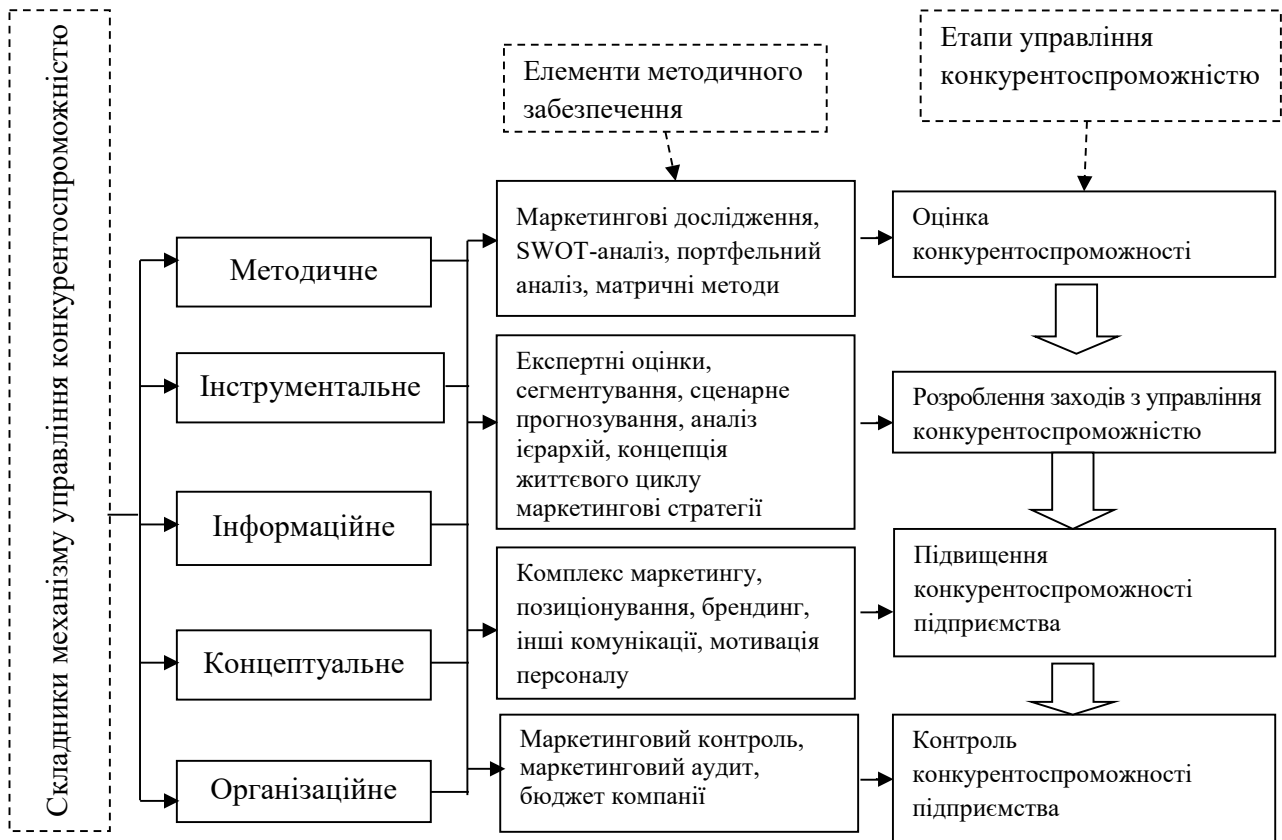 Складники механізму управління конкурентоспроможністю
Елементи методичного
забезпечення
Етапи управління
конкурентоспроможністю
Методичне
Інструментальне
Інформаційне
Концептуальне
Організаційне
Маркетингові дослідження,
SWOT-аналіз, портфельний
аналіз, матричні методи
Експертні оцінки,
сегментування, сценарне
прогнозування, аналіз
ієрархій, концепція
життєвого циклу
маркетингові стратегії
Комплекс маркетингу,
позиціонування, брендинг,
інші комунікації, мотивація
персоналу
Маркетинговий контроль,
маркетинговий аудит,
бюджет компанії
Оцінка
конкурентоспроможності
Розроблення заходів з управління
конкурентоспроможністю
Підвищення
конкурентоспроможності
підприємства
Контроль
конкурентоспроможності
підприємства